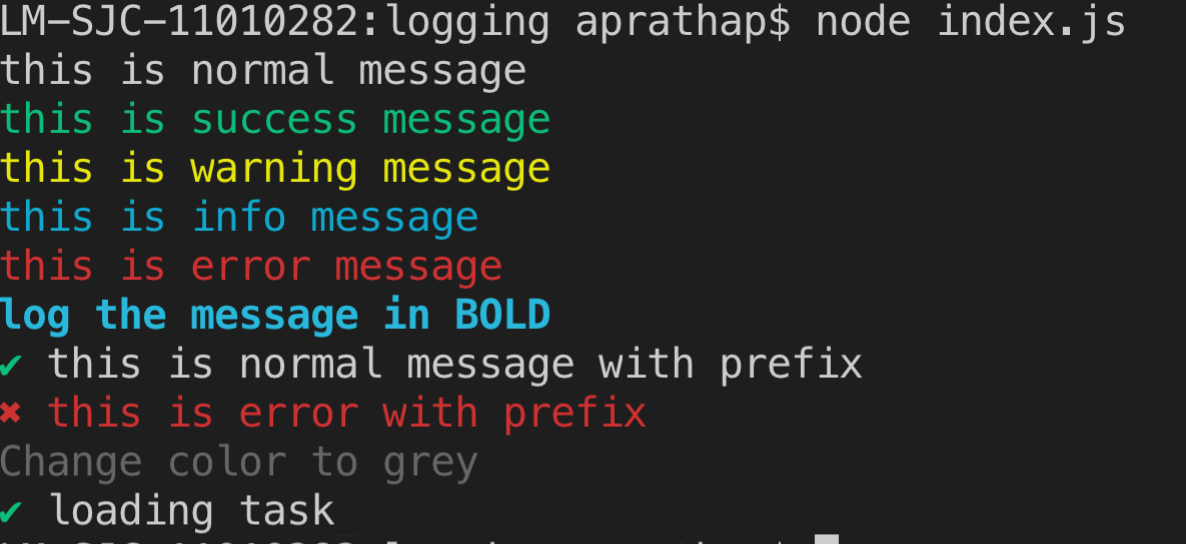 LM-SJC-11010282:logging aprathap$ node index.js
this is normal message
this is success message
this is warning message
this is info message
this is error message
log the message in BOLD
✔ this is normal message with prefix
✖ this is error with prefix
Change color to grey
✔ loading task